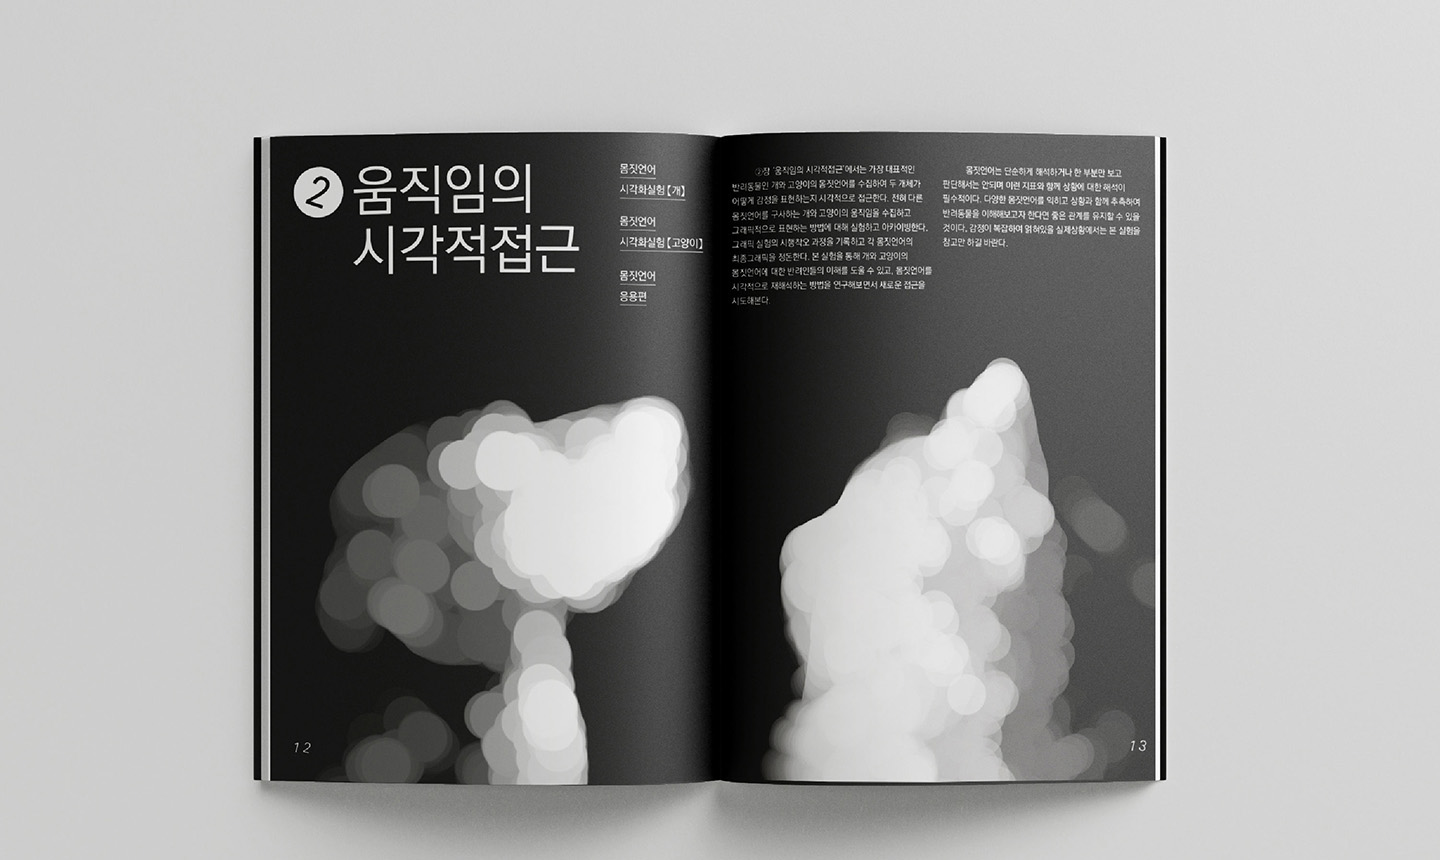 2
움직임의
시각적접근
몸짓언어
시각화실험【개】
몸짓언어
시각화실험【고양이】
몸짓언어
응용편
②장 '움직임의 시각적접근'에서는 가장 대표적인
반려동물인 개와 고양이의 몸짓언어를 수집하여 두 개체가
어떻게 감정을 표현하는지 시각적으로 접근한다. 전혀 다른
몸짓언어를 구사하는 개와 고양이의 움직임을 수집하고
그래픽적으로 표현하는 방법에 대해 실험하고 아카이빙한다.
그래픽 실험의 시행착오 과정을 기록하고 각 몸짓언어의
최종그래픽을 정돈한다. 본 실험을 통해 개와 고양이의
몸짓언어에 대한 반려인들의 이해를 도울 수 있고, 몸짓언어를
시각적으로 재해석하는 방법을 연구해보면서 새로운 접근을
시도해본다.
몸짓언어는 단순하게 해석하거나 한 부분만 보고
판단해서는 안되며 이런 지표와 함께 상황에 대한 해석이
필수적이다. 다양한 몸짓언어를 익히고 상황과 함께 추측하여
반려동물을 이해해보고자 한다면 좋은 관계를 유지할 수 있을
것이다. 감정이 복잡하여 얽혀있을 실제상황에서는 본 실험을
참고만 하길 바란다.
12
13